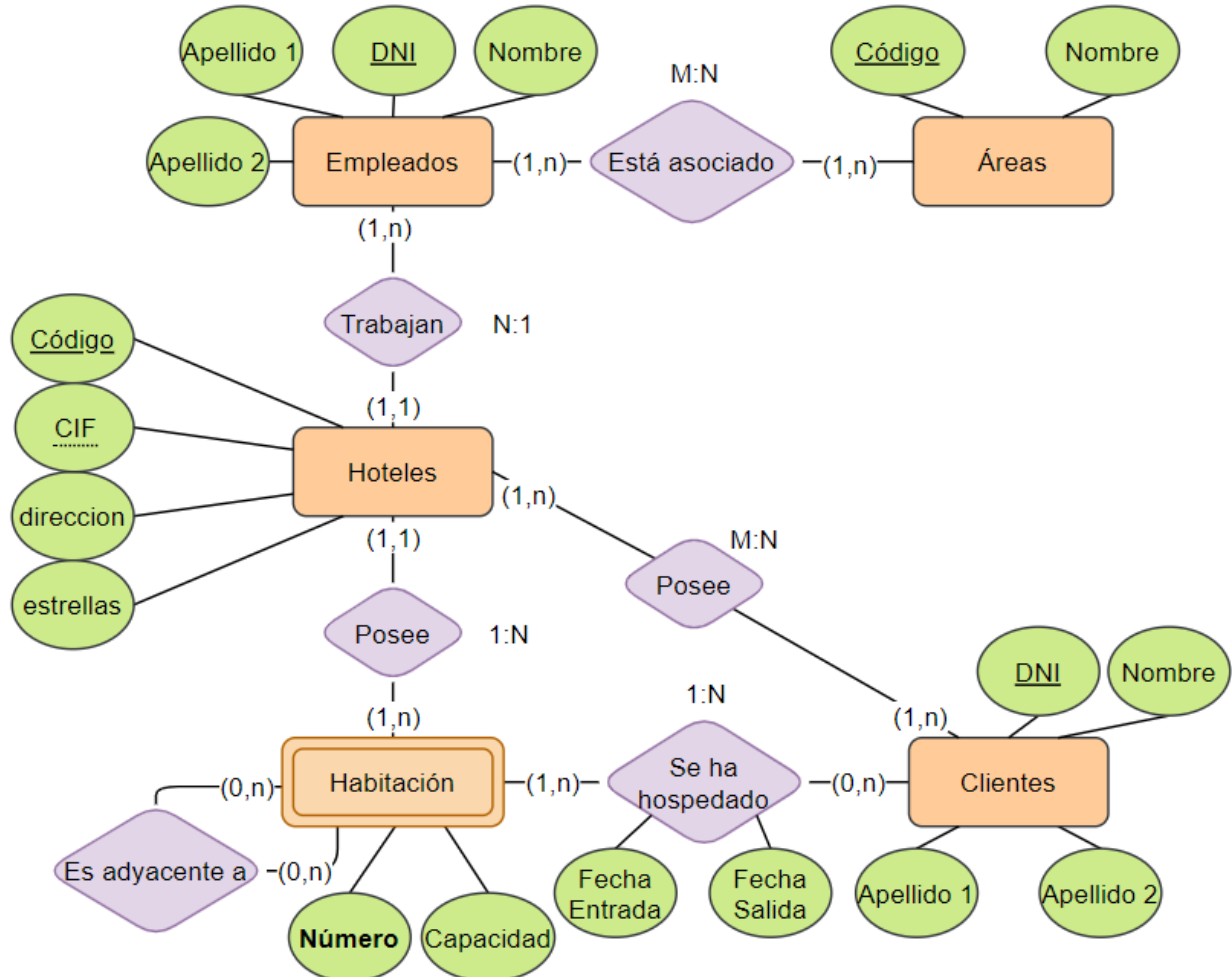 Apellido 1
DNI
Nombre
Código
Nombre
M:N
Apellido 2
Empleados
(1,n)
Está asociado
(1,n)
Áreas
(1,n)
Trabajan
N:1
Código
(1,1)
CIF
Hoteles
(1,n)
direccion
(1,1)
M:N
estrellas
Posee
Posee
1:N
DNI
Nombre
1:N
(1,n)
(1,n)
(0,n)
Habitación
(1,n)
Se ha
hospedado
(0,n)
Clientes
Es adyacente a
(0,n)
Fecha
Entrada
Fecha
Salida
Apellido 1
Apellido 2
Número
Capacidad